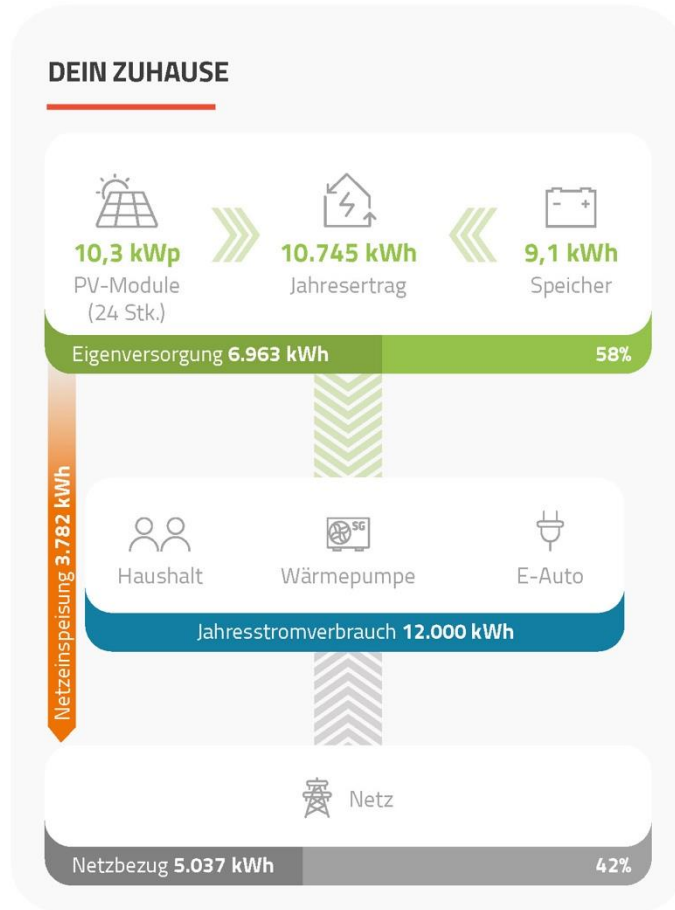 DEIN ZUHAUSE
10,3 kWp
PV-Module
(24 Stk.)
10.745 kWh
Jahresertrag
- +
9,1 kWh
Speicher
Eigenversorgung 6.963 kWh
58%
Netzeinspeisung 3.782 kWh
Haushalt
SG
Wärmepumpe
E-Auto
Jahresstromverbrauch 12.000 kWh
Netz
Netzbezug 5.037 kWh
42%